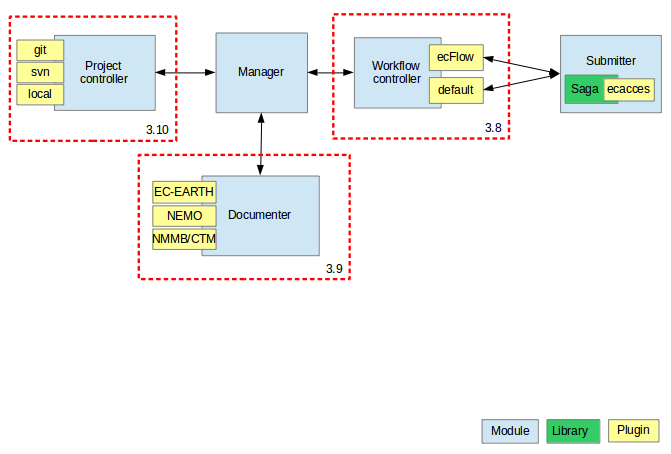 git
svn
local
Project
controller
3.10
Manager
Workflow
controller
ecFlow
default
3.8
Submitter
Saga
ecacces
EC-EARTH
NEMO
NMMB/CTM
Documenter
3.9
Module
Library
Plugin